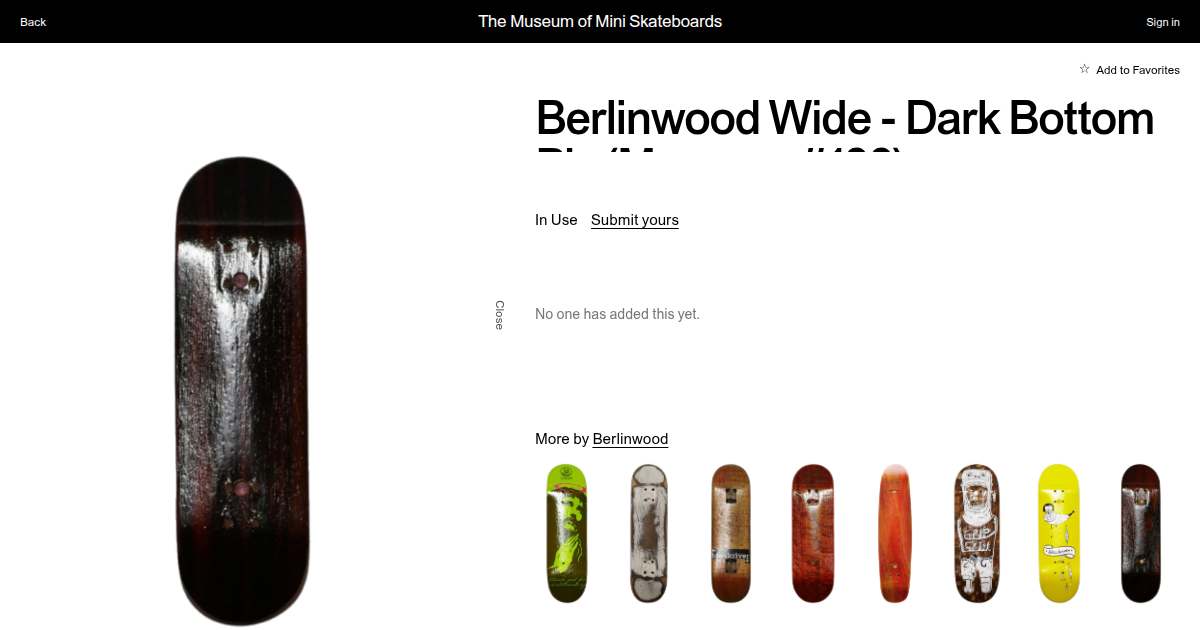 Back
The Museum of Mini Skateboards
Sign in
☆ Add to Favorites
Berlinwood Wide - Dark Bottom
In Use Submit yours
Close
No one has added this yet.
More by Berlinwood